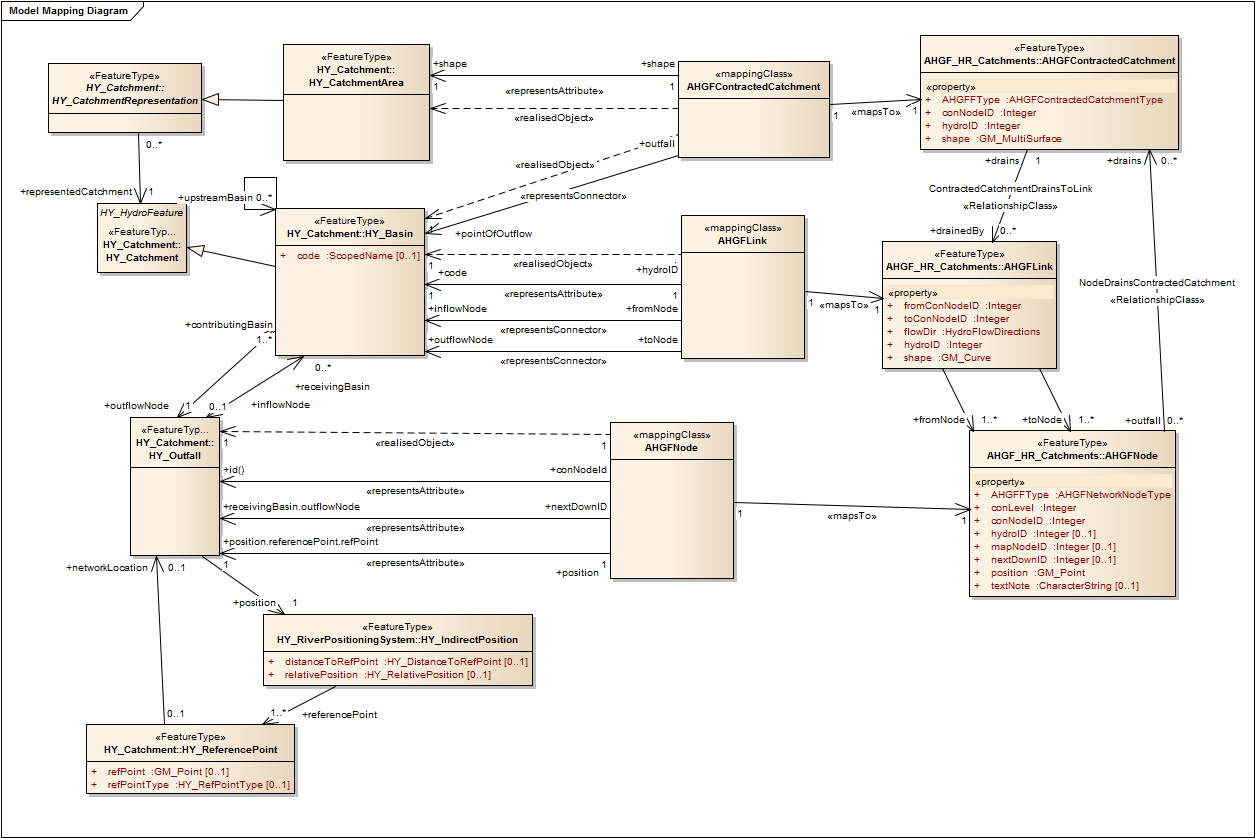 Model Mapping Diagram
«FeatureType»
HY_Catchment::
HY_CatchmentRepresentation
0..*
+representedCatchment
1
HY_HydroFeature
«FeatureTyp...
HY_Catchment::
HY_Catchment
«FeatureType»
HY_Catchment::
HY_CatchmentArea
+shape
+shape
1
1
«representsAttribute»
«realisedObject»
«mappingClass»
AHGFContractedCatchment
1
«mapsTo»
1
«FeatureType»
AHGF_HR_Catchments::AHGFContractedCatchment
«property»
+ AHGFFType :AHGFContractedCatchmentType
+ conNodeID :Integer
+ hydroID :Integer
+ shape :GM_MultiSurface
+outfall
«realisedObject»
«representsConnector»
+pointOfOutflow
1
+upstreamBasin 0..*
«FeatureType»
HY_Catchment::HY_Basin
+ code :ScopedName [0..1]
«mappingClass»
AHGFLink
1
«realisedObject»
+hydroID
+code
«representsAttribute»
1
1
+inflowNode
+fromNode
«representsConnector»
+outflowNode
+toNode
«representsConnector»
1
«mapsTo»
1
+drains
1
ContractedCatchmentDrainsToLink
«RelationshipClass»
+drainedBy
0..*
+drains
0..*
NodeDrainsContractedCatchment
«RelationshipClass»
+outfall
0..*
«FeatureType»
AHGF_HR_Catchments::AHGFLink
«property»
+ fromConNodeID :Integer
+ toConNodeID :Integer
+ flowDir :HydroFlowDirections
+ hydroID :Integer
+ shape :GM_Curve
+fromNode
1..*
+toNode
1..*
+contributingBasin
1..*
0..*
+receivingBasin
+outflowNode
1
0..1
+inflowNode
«FeatureTyp...
HY_Catchment::
HY_Outfall
«realisedObject»
1
1
+id()
+conNodeId
«representsAttribute»
+receivingBasin.outflowNode
+nextDownID
«representsAttribute»
+position.referencePoint.refPoint
«representsAttribute»
1
1
+position
«mappingClass»
AHGFNode
1
«mapsTo»
1
«FeatureType»
AHGF_HR_Catchments::AHGFNode
«property»
+ AHGFFType :AHGFNetworkNodeType
+ conLevel :Integer
+ conNodeID :Integer
+ hydroID :Integer [0..1]
+ mapNodeID :Integer [0..1]
+ nextDownID :Integer [0..1]
+ position :GM_Point
+ textNote :CharacterString [0..1]
+networkLocation
0..1
+position
1
«FeatureType»
HY_RiverPositioningSystem::HY_IndirectPosition
+ distanceToRefPoint :HY_DistanceToRefPoint [0..1]
+ relativePosition :HY_RelativePosition [0..1]
0..1
1..*
+referencePoint
«FeatureType»
HY_Catchment::HY_ReferencePoint
+ refPoint :GM_Point [0..1]
+ refPointType :HY_RefPointType [0..1]